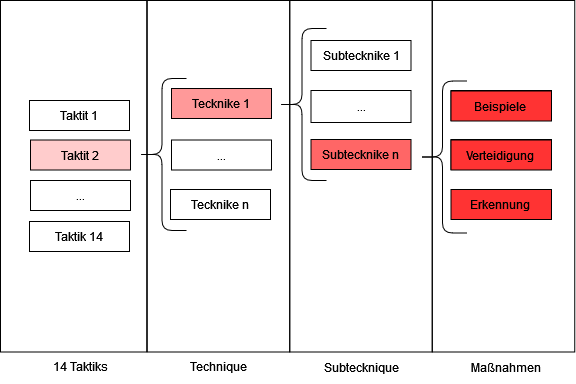 Taktit 1
Taktit 2
...
Taktik 14
Tecknike 1
...
Tecknike n
Subtecknike 1
...
Subtecknike n
Beispiele
Verteidigung
Erkennung
14 Taktiks
Technique
Subtecknique
Maßnahmen